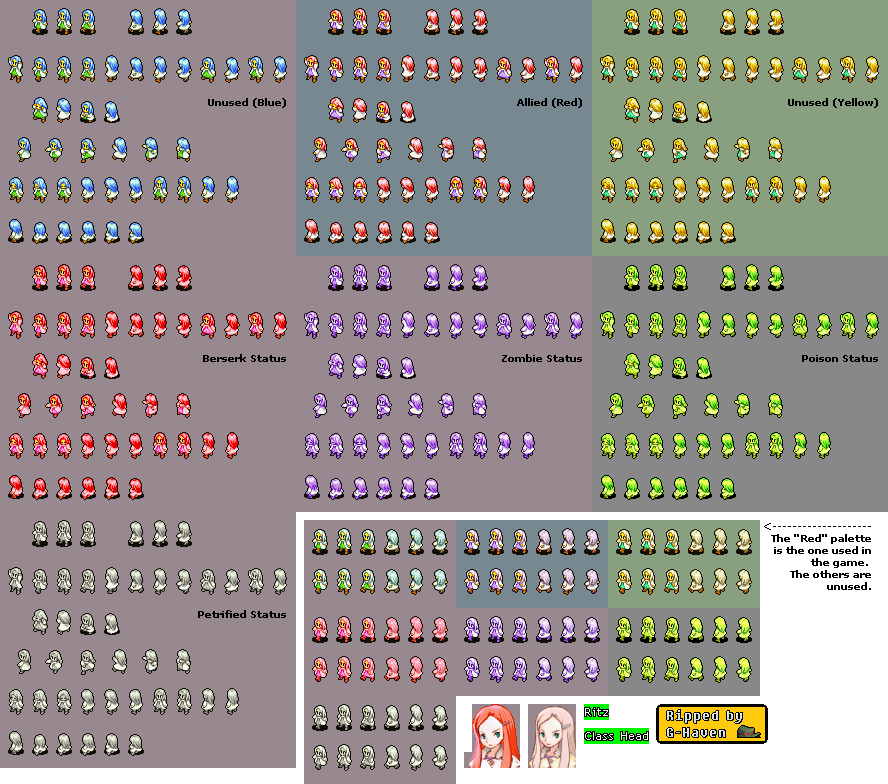 Unused (Blue)
Allied (Red)
Unused (Yellow)
Berserk Status
Zombie Status
Poison Status
Petrified Status
<--------------------
The "Red" palette
is the one used in
the game.
The others are
unused.
Ritz
Class Head
Ripped by
G-Haven